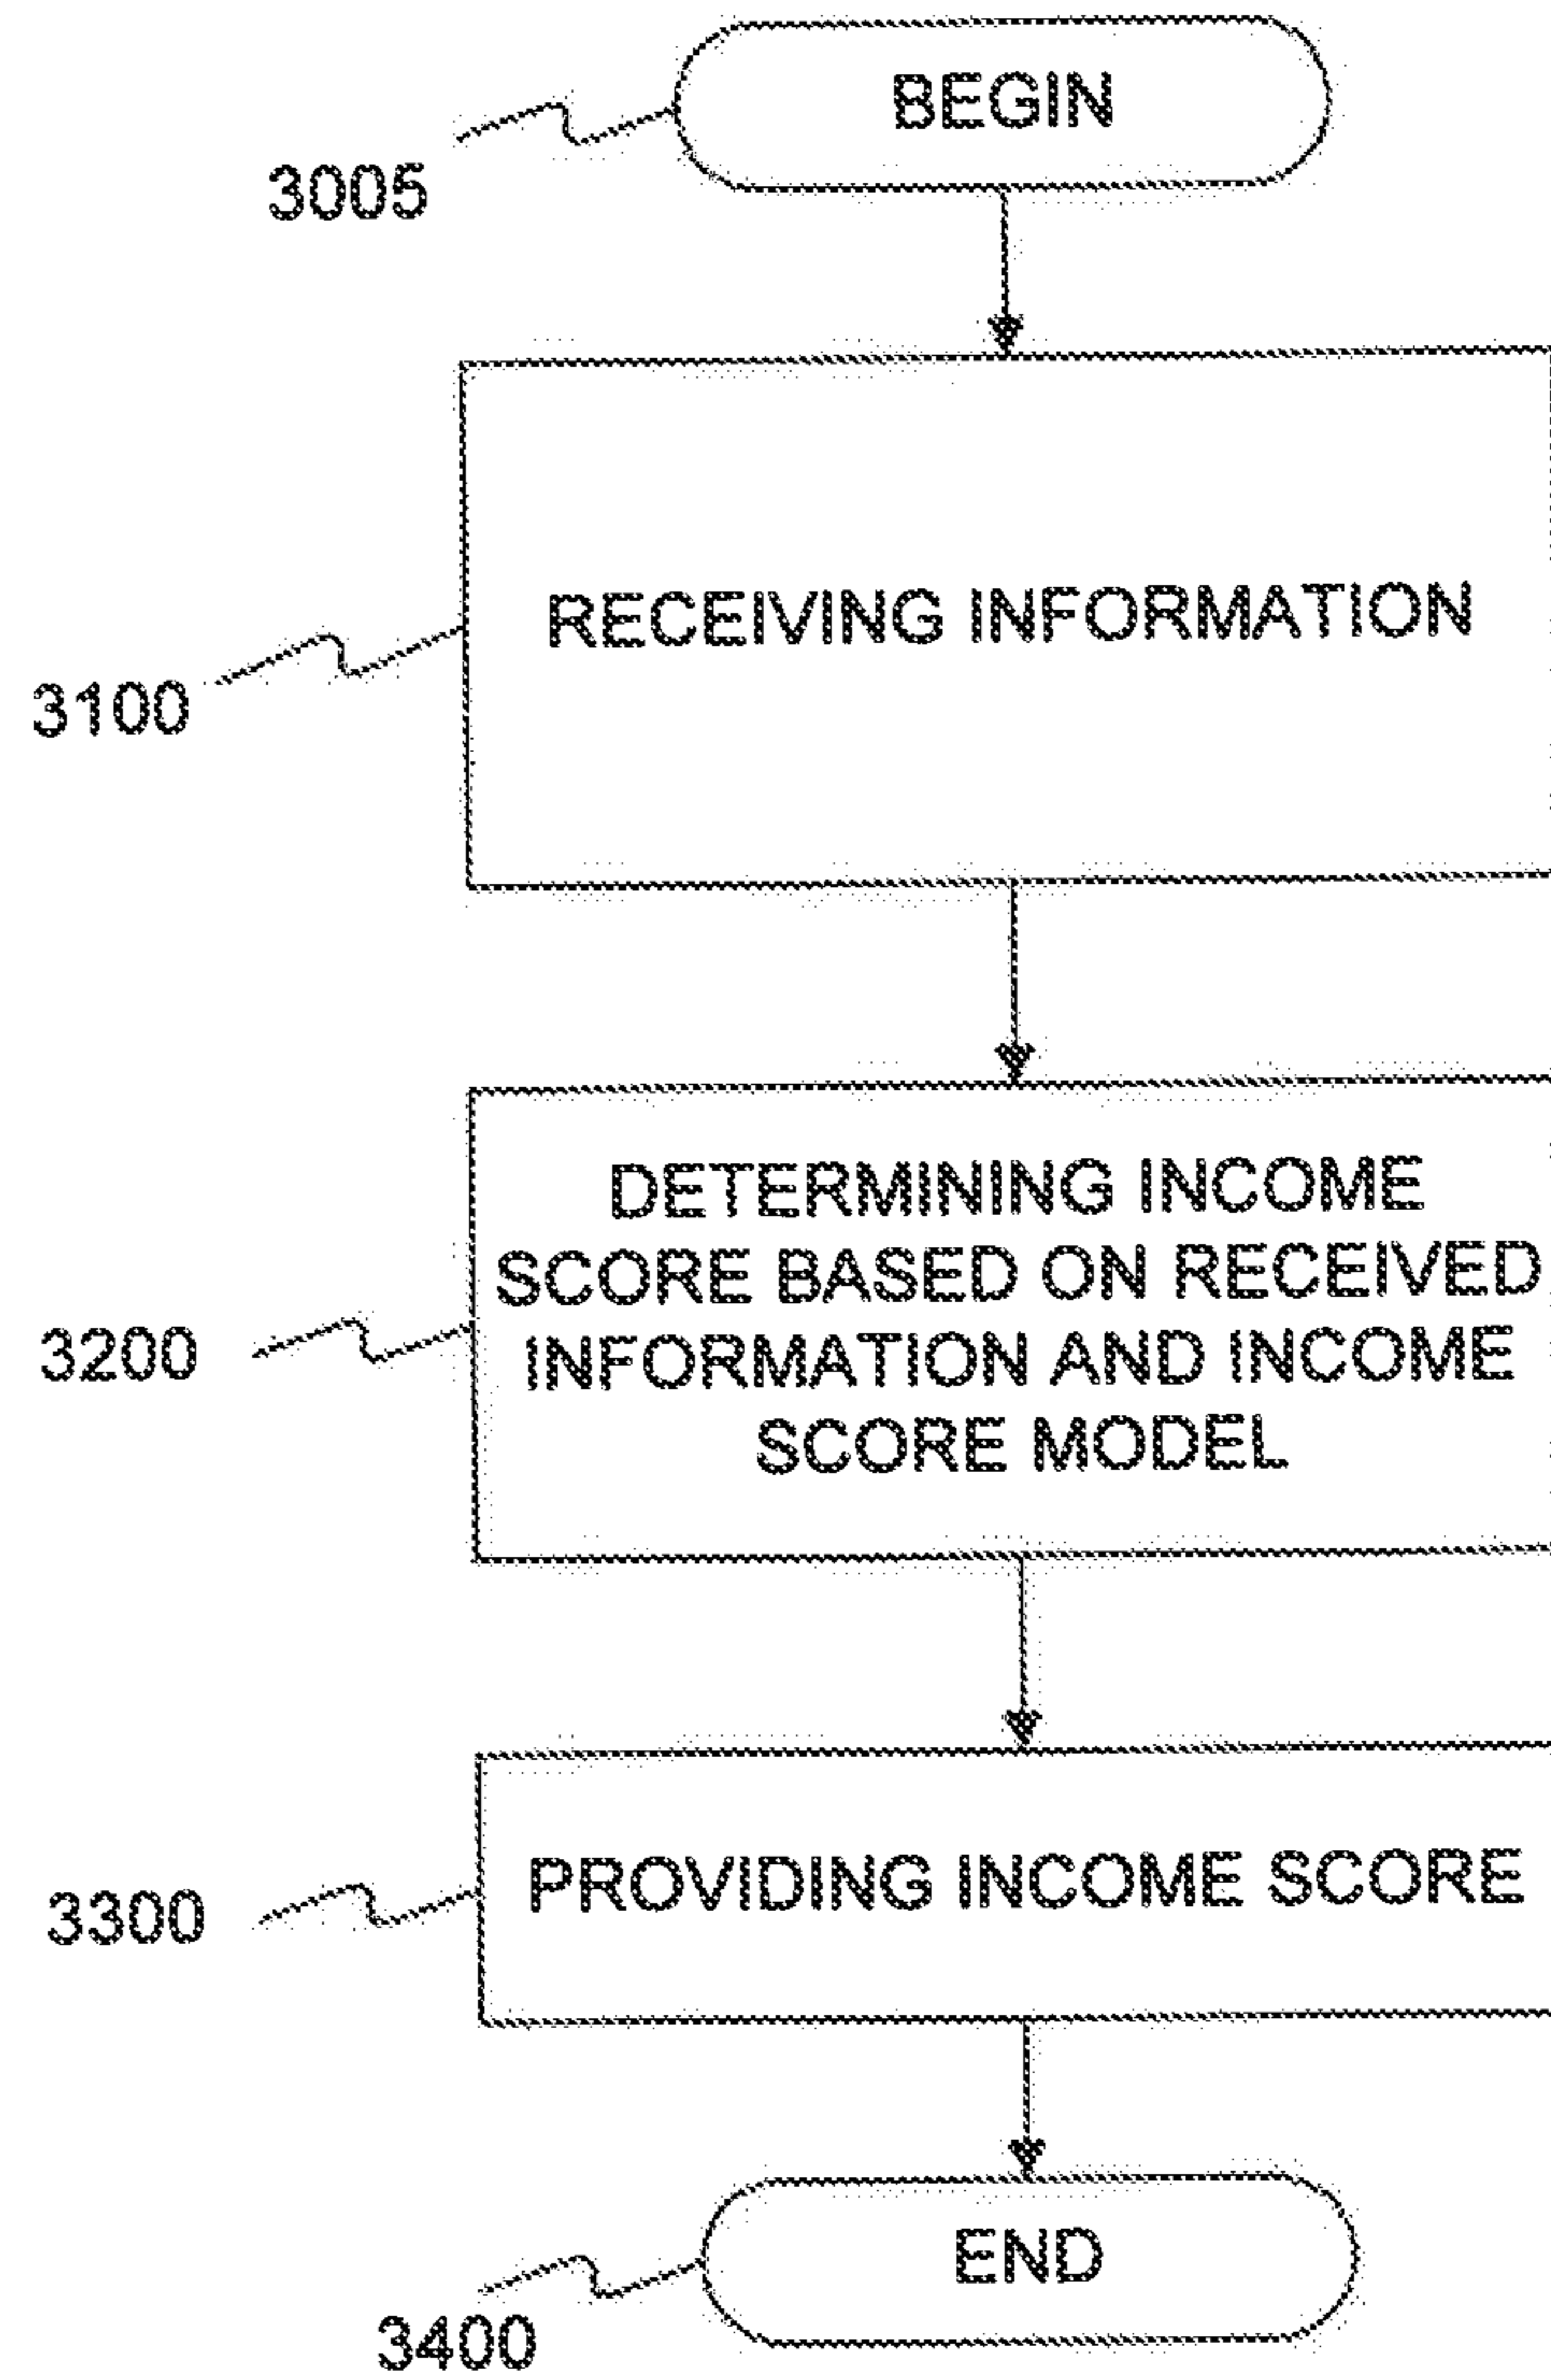 BEGIN
3005
RECEIVING INFORMATION
3100
DETERMINING INCOME
SCORE BASED ON RECEIVED
INFORMATION AND INCOME
SCORE MODEL
3200
PROVIDING INCOME SCORE
3300
END
3400